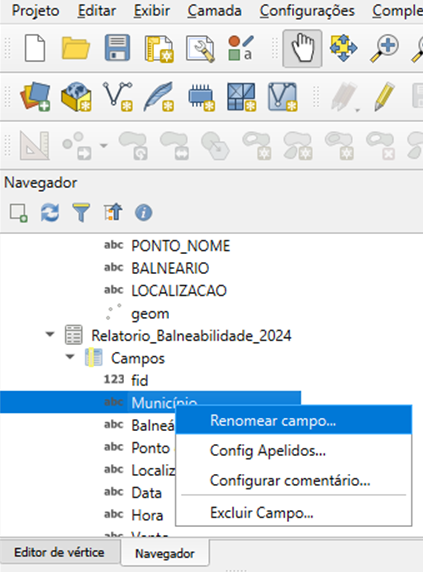 Projeto Editar Exibir Camada Configurações Comple
Navegador
abc PONTO_NOME
abc BALNEARIO
abc LOCALIZACAO
geom
Relatorio_Balneabilidade_2024
Campos
123 fid
abc Município
abc Balneá
abc Ponto
abc Localiz
abc Data
abc Hora
abc
Renomear campo...
Config Apelidos...
Configurar comentário...
Excluir Campo...
Editor de vértice Navegador